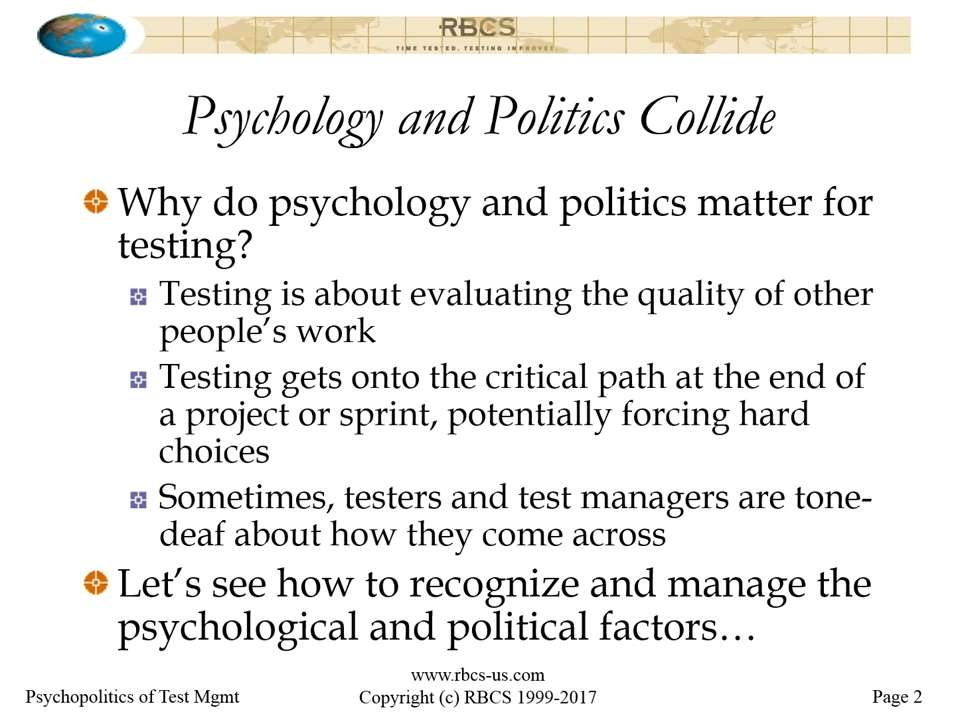 RBCS
TIME TESTED. TESTING IMPROVED.
Psychology and Politics Collide
Why do psychology and politics matter for
testing?
Testing is about evaluating the quality of other
people’s work
Testing gets onto the critical path at the end of
a project or sprint, potentially forcing hard
choices
Sometimes, testers and test managers are tone-
deaf about how they come across
Let’s see how to recognize and manage the
psychological and political factors…
www.rbcs-us.com
Psychopolitics of Test Mgmt
Copyright (c) RBCS 1999-2017
Page 2